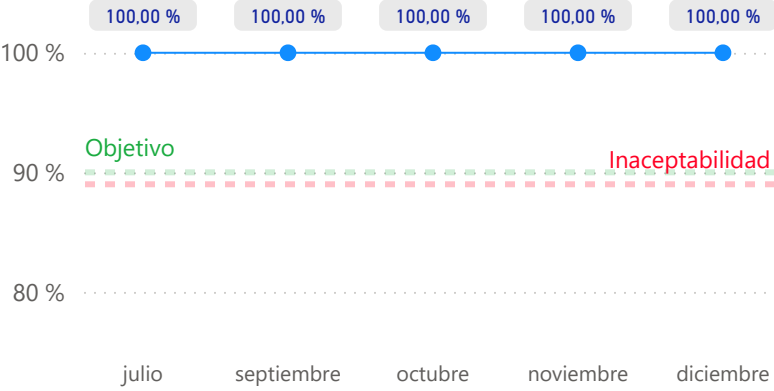 100,00 % 100,00 % 100,00 % 100,00 % 100,00 %
100 %
Objetivo
Inaceptabilidad
90 %
80 %
julio septiembre octubre noviembre diciembre